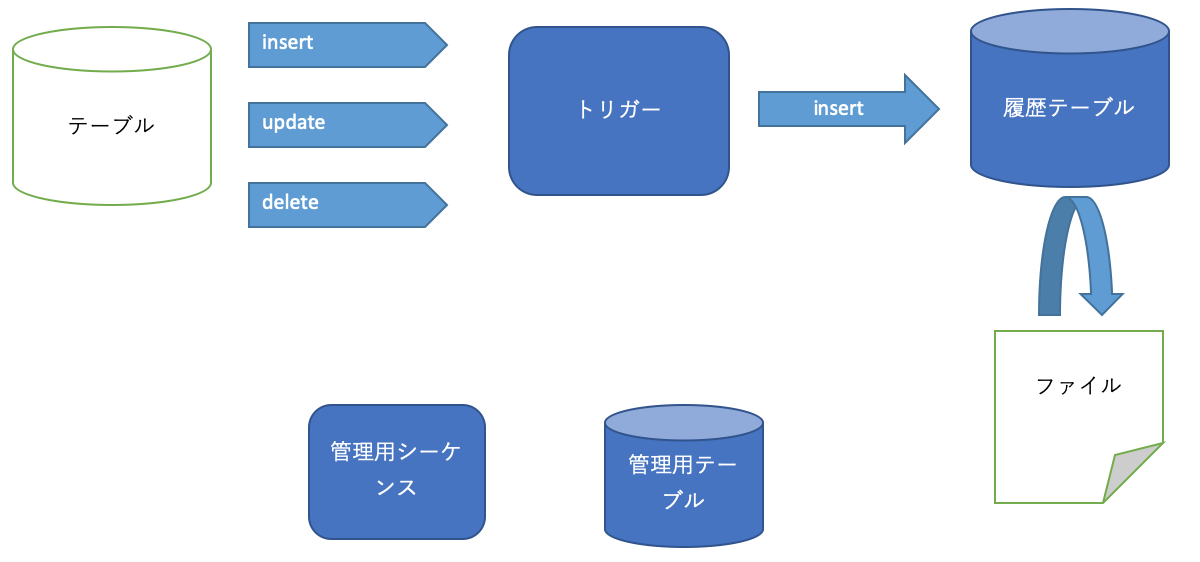 テーブル
insert
update
delete
トリガー
insert
履歴テーブル
ファイル
管理用シーケ
ンス
管理用テー
ブル